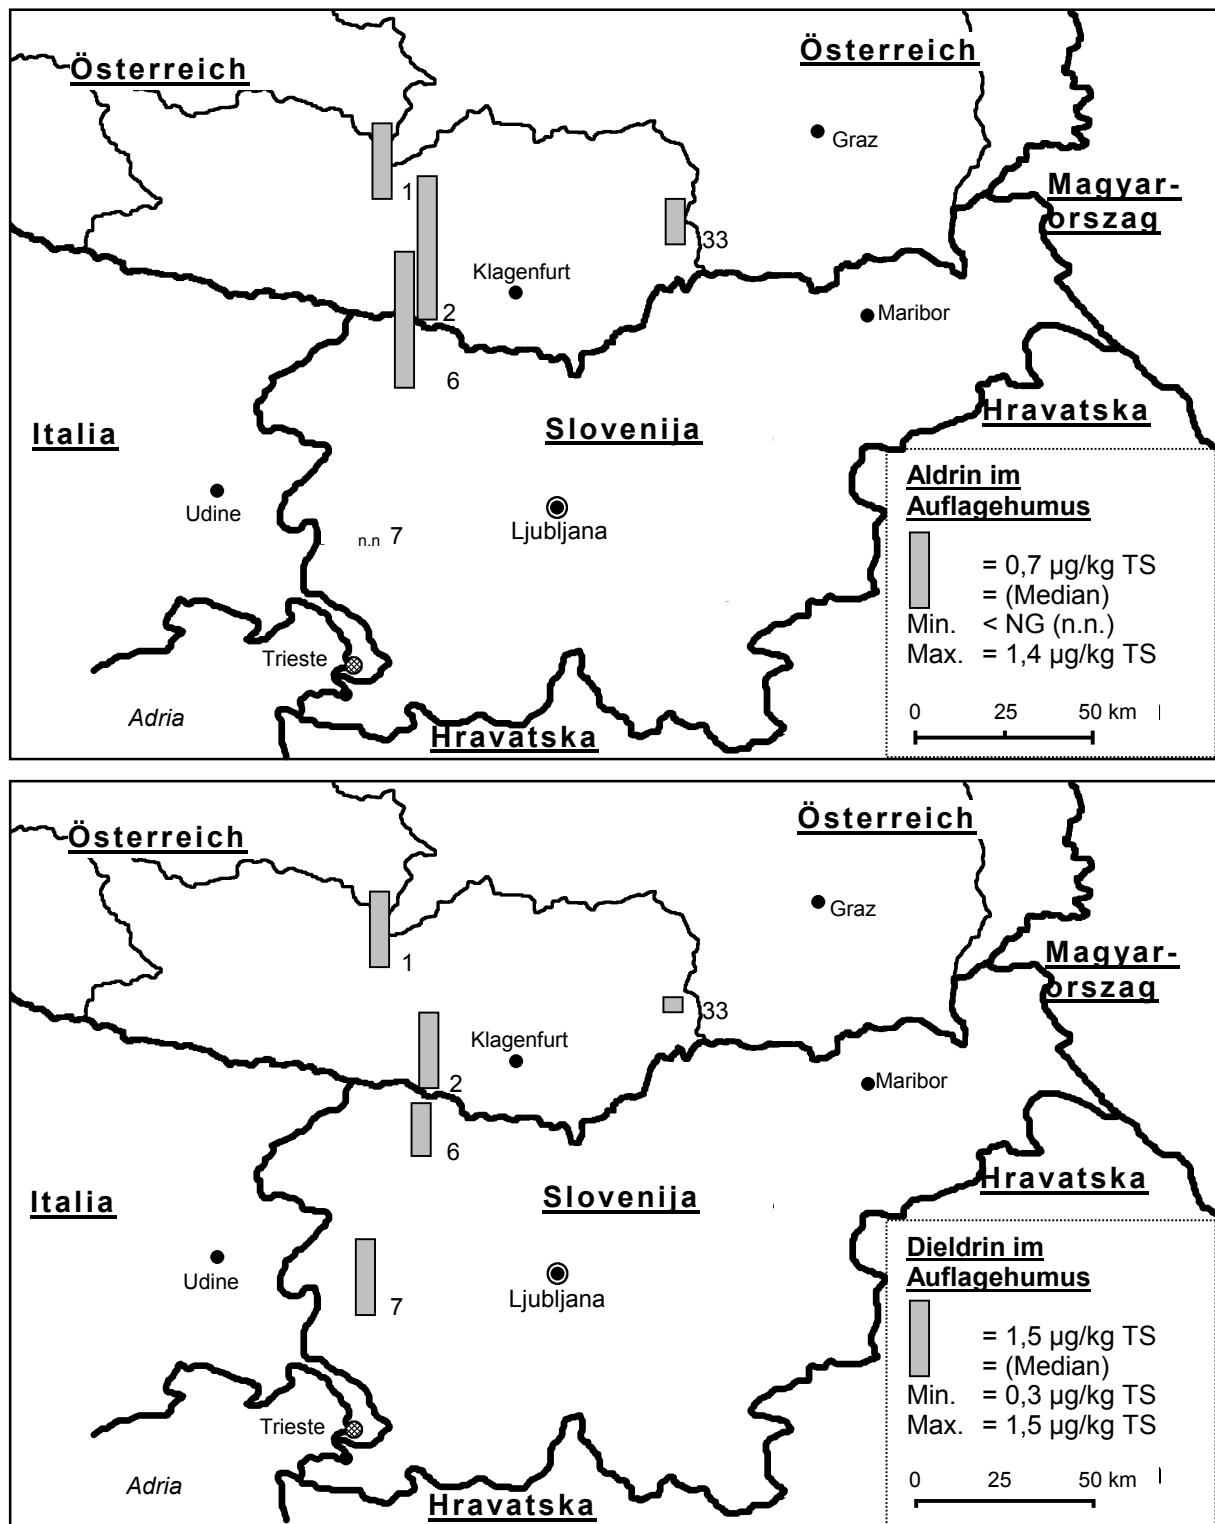 Österreich
Österreich
Graz
1
Magyar-
orszag
33
Klagenfurt
2
Maribor
6
Italia
Slovenija
Hravatska
Udine
n.n 7
Ljubljana
Trieste
Adria
Hravatska
Aldrin im
Auflagehumus
= 0,7 µg/kg TS
= (Median)
Min. < NG (n.n.)
Max. = 1,4 µg/kg TS
0 25 50 km
Österreich
Österreich
Graz
1
Magyar-
orszag
33
Klagenfurt
2
Maribor
6
Italia
Slovenija
Hravatska
Udine
7
Ljubljana
Trieste
Adria
Hravatska
Dieldrin im
Auflagehumus
= 1,5 µg/kg TS
= (Median)
Min. = 0,3 µg/kg TS
Max. = 1,5 µg/kg TS
0 25 50 km